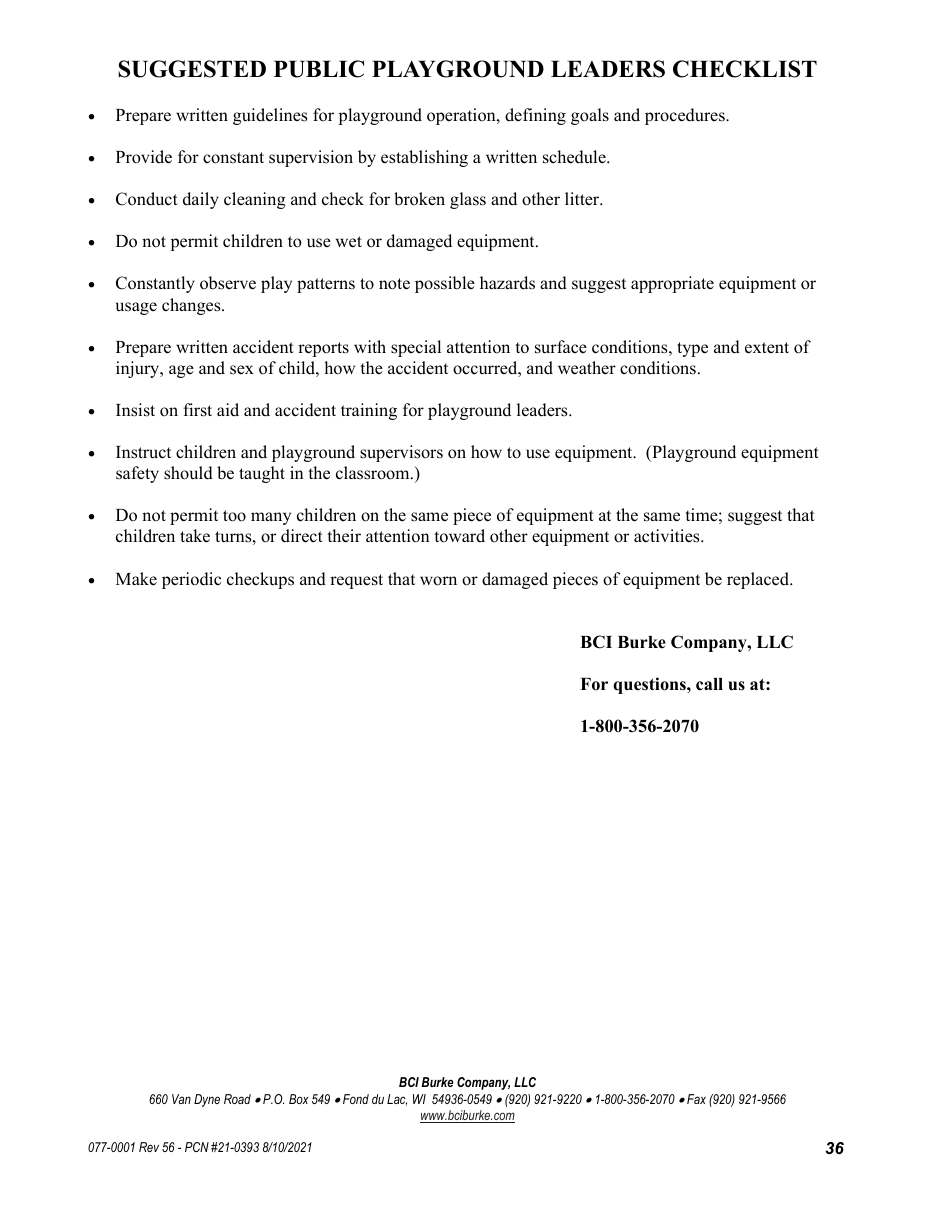 SUGGESTED PUBLIC PLAYGROUND LEADERS CHECKLIST
• Prepare written guidelines for playground operation, defining goals and procedures.
• Provide for constant supervision by establishing a written schedule.
• Conduct daily cleaning and check for broken glass and other litter.
• Do not permit children to use wet or damaged equipment.
• Constantly observe play patterns to note possible hazards and suggest appropriate equipment or
usage changes.
• Prepare written accident reports with special attention to surface conditions, type and extent of
injury, age and sex of child, how the accident occurred, and weather conditions.
• Insist on first aid and accident training for playground leaders.
• Instruct children and playground supervisors on how to use equipment.  (Playground equipment
safety should be taught in the classroom.)
• Do not permit too many children on the same piece of equipment at the same time; suggest that
children take turns, or direct their attention toward other equipment or activities.
• Make periodic checkups and request that worn or damaged pieces of equipment be replaced.
BCI Burke Company, LLC
For questions, call us at:
1-800-356-2070
BCI Burke Company, LLC
660 Van Dyne Road • P.O. Box 549 • Fond du Lac, WI  54936-0549 • (920) 921-9220 • 1-800-356-2070 • Fax (920) 921-9566
www.bciburke.com
077-0001 Rev 56 - PCN #21-0393 8/10/2021 36